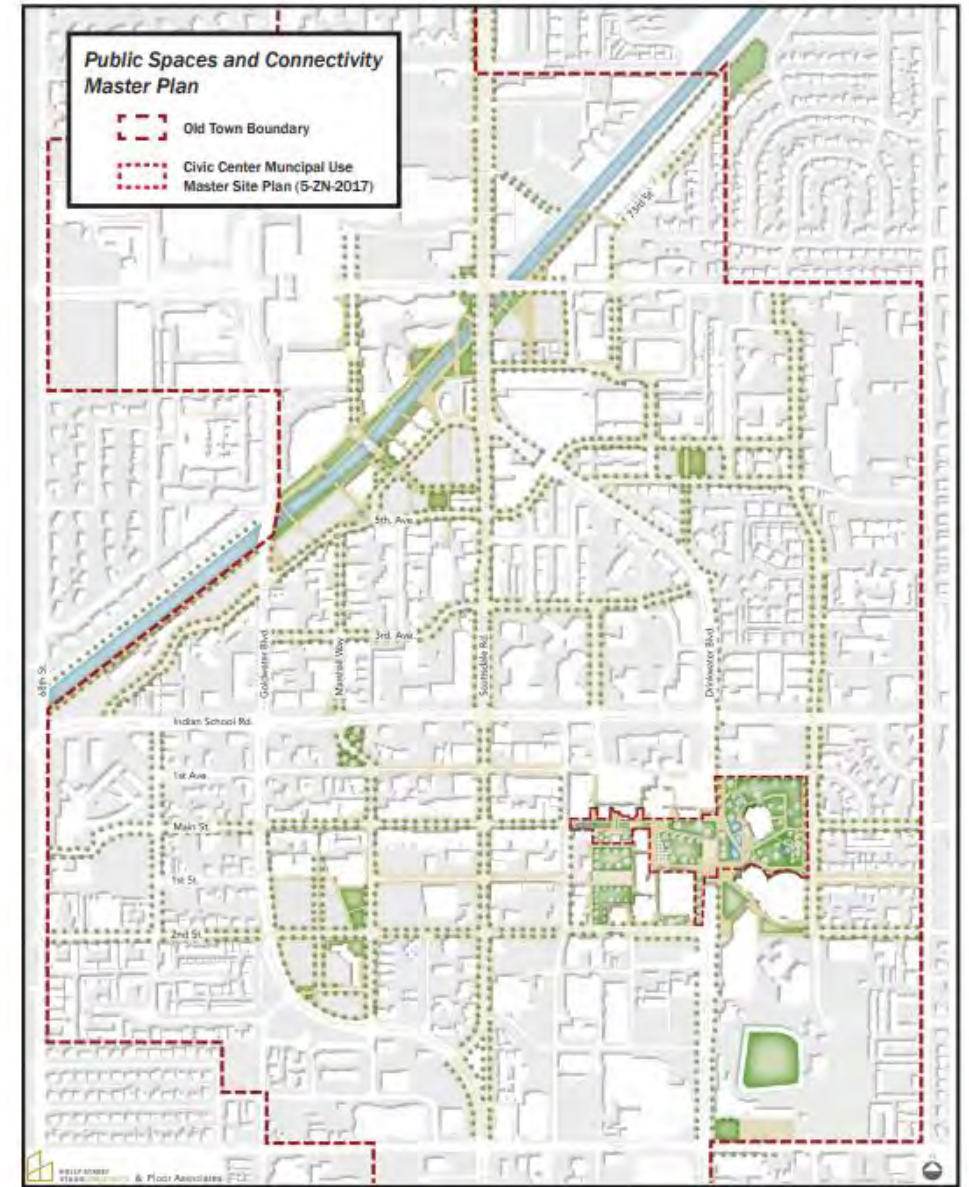 Public Spaces and Connectivity
Master Plan
Old Town Boundary
Civic Center Muncipal Use
Master Site Plan (5-ZN-2017)
73rd St.
5th. Ave.
3rd. Ave.
Goldwater Blvd.
Marshall Way
Scottsdale Rd.
Drinkwater Blvd.
68th St.
Indian School Rd.
1st Ave.
Main St.
1st St.
2nd St.
& Floor Associates